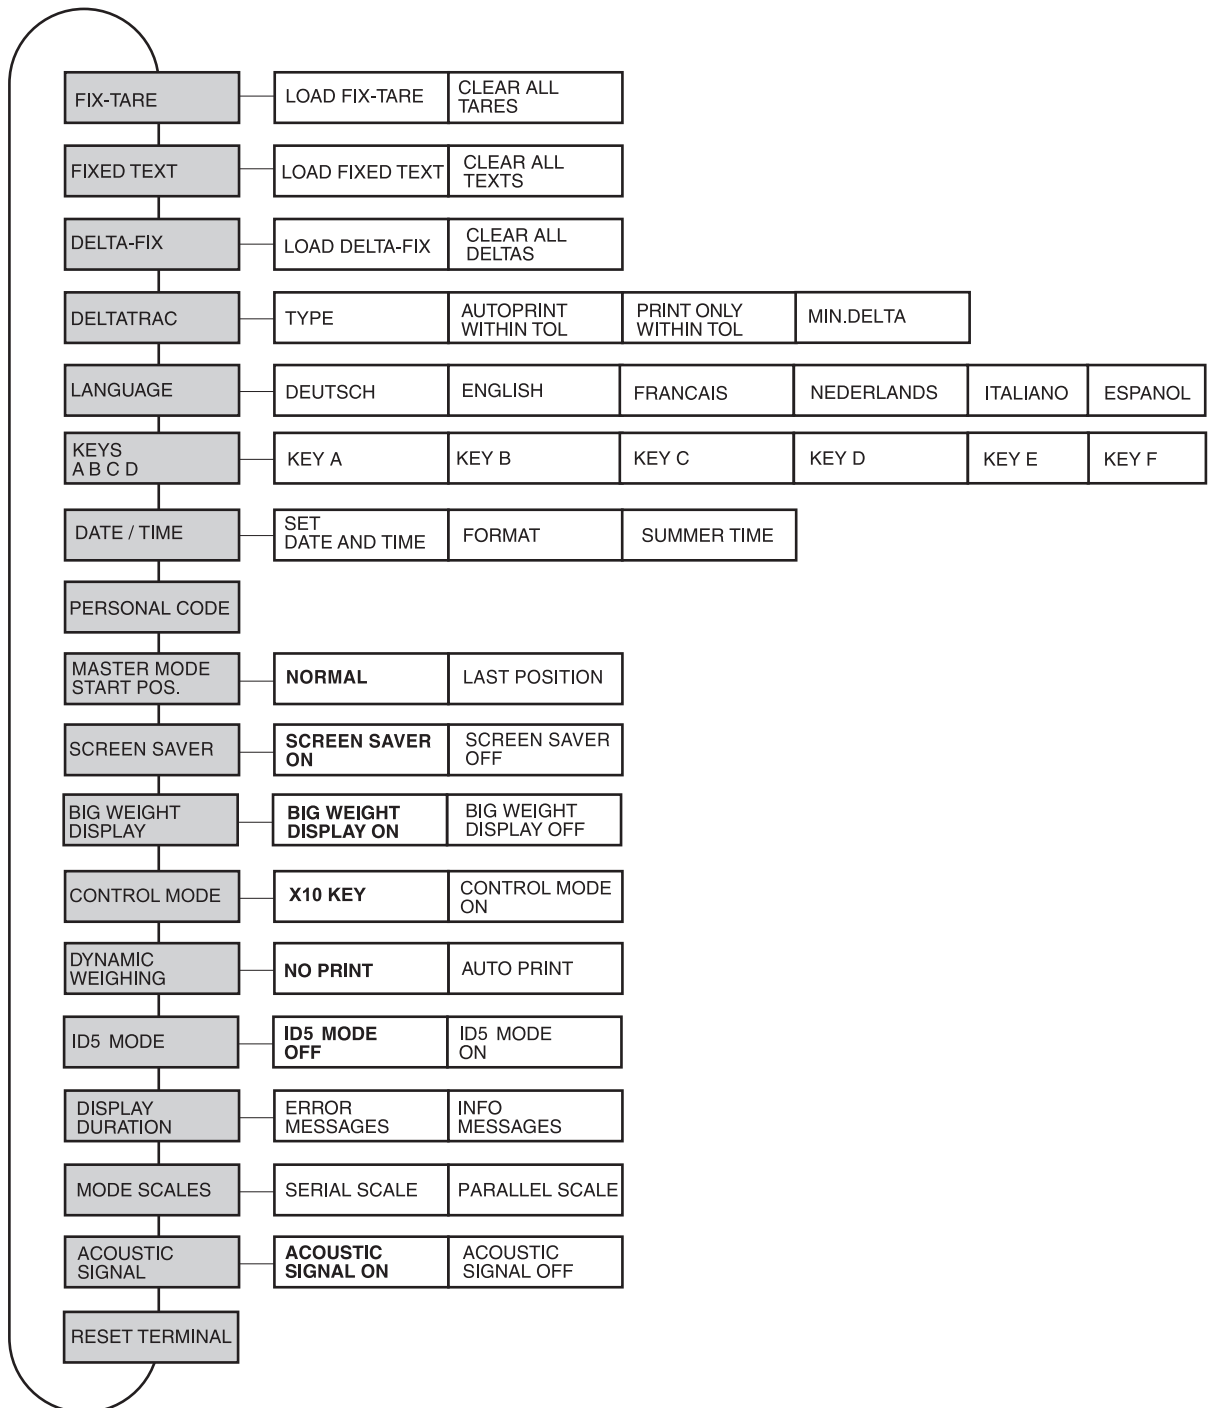 FIX-TARE
LOAD FIX-TARE
CLEAR ALL
TARES
FIXED TEXT
LOAD FIXED TEXT
CLEAR ALL
TEXTS
DELTA-FIX
LOAD DELTA-FIX
CLEAR ALL
DELTAS
DELTATRAC
TYPE
AUTOPRINT
WITHIN TOL
PRINT ONLY
WITHIN TOL
MIN.DELTA
LANGUAGE
DEUTSCH
ENGLISH
FRANCAIS
NEDERLANDS
ITALIANO
ESPANOL
KEYS
A B C D
KEY A
KEY B
KEY C
KEY D
KEY E
KEY F
DATE / TIME
SET
DATE AND TIME
FORMAT
SUMMER TIME
PERSONAL CODE
MASTER MODE
START POS.
NORMAL
LAST POSITION
SCREEN SAVER
SCREEN SAVER
ON
SCREEN SAVER
OFF
BIG WEIGHT
DISPLAY
BIG WEIGHT
DISPLAY ON
BIG WEIGHT
DISPLAY OFF
CONTROL MODE
X10 KEY
CONTROL MODE
ON
DYNAMIC
WEIGHING
NO PRINT
AUTO PRINT
ID5 MODE
ID5 MODE
OFF
ID5 MODE
ON
DISPLAY
DURATION
ERROR
MESSAGES
INFO
MESSAGES
MODE SCALES
SERIAL SCALE
PARALLEL SCALE
ACOUSTIC
SIGNAL
ACOUSTIC
SIGNAL ON
ACOUSTIC
SIGNAL OFF
RESET TERMINAL